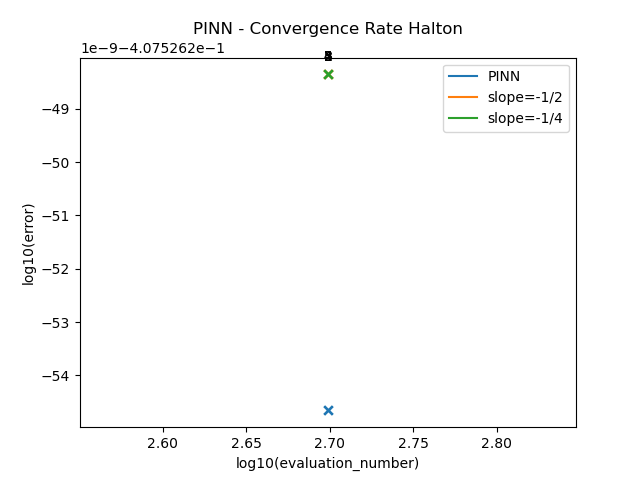 PINN - Convergence Rate Halton
1e−9−4.075262e−1
PINN
slope=-1/2
slope=-1/4
−49
−50
−51
−52
−53
−54
log10(error)
2.60
2.65
2.70
2.75
2.80
log10(evaluation_number)